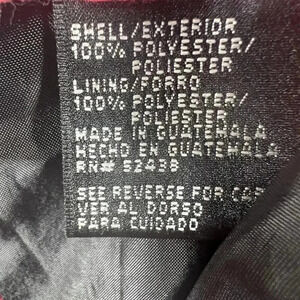 SHELL/EXTERIOR
100% POLYESTER/
POLIESTER
LINING/FORRO
100% POLYESTER/
POLIESTER
MADE IN GUATEMALA
HECHO EN GUATEMALA
RN# 52438
SEE REVERSE FOR CAR
VER AL DORSO
PARA CUIDADO